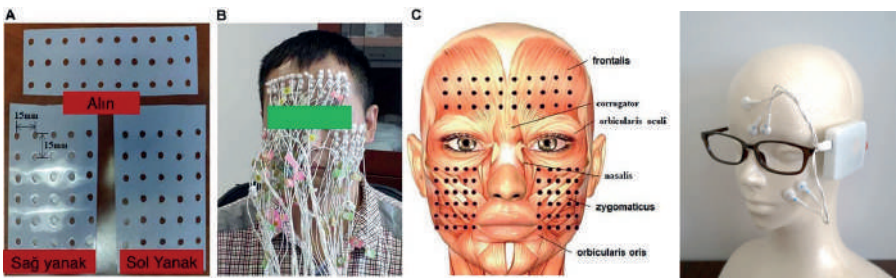 A
Alın
15mm
15mm
Sağ yanak
Sol Yanak
B
C
frontalis
corrugator
orbicularis oculi
nasalis
zygomaticus
orbicularis oris